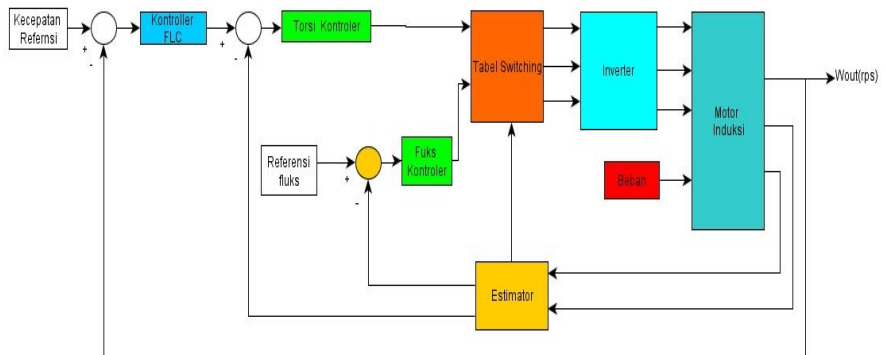 Kecepatan
Refernsi
+
-
Kontroller
FLC
+
-
Torsi Kontroler
Tabel Switching
Inverter
Motor
Induksi
Wout(rps)
Referensi
fluks
+
-
Fuks
Kontroler
Beban
Estimator